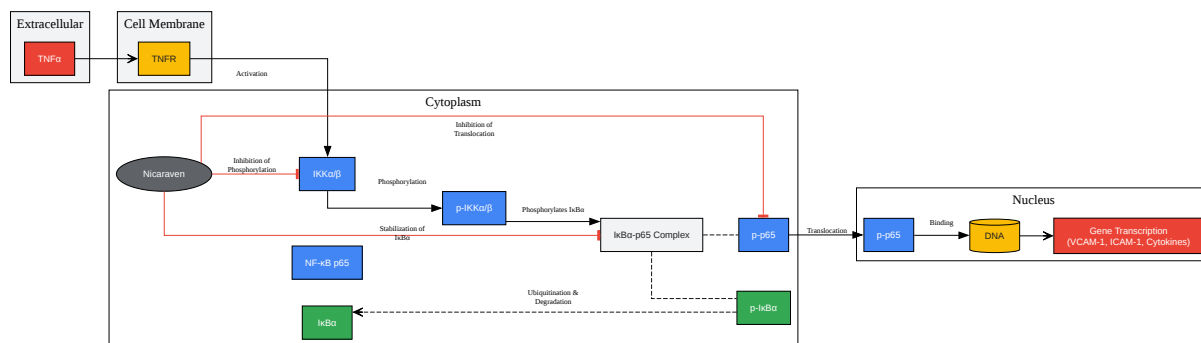 Extracellular
TNFα
Cell Membrane
TNFR
Activation
Cytoplasm
Inhibition of
Translocation
Nicaraven
Inhibition of
Phosphorylation
IKKα/β
Phosphorylation
p-IKKα/β
Phosphorylates IκBα
Stabilization of
IκBα
IκBα-p65 Complex
p-p65
Translocation
Nucleus
p-p65
Binding
DNA
Gene Transcription
(VCAM-1, ICAM-1, Cytokines)
NF-κB p65
Ubiquitination &
Degradation
IκBα
p-IκBα